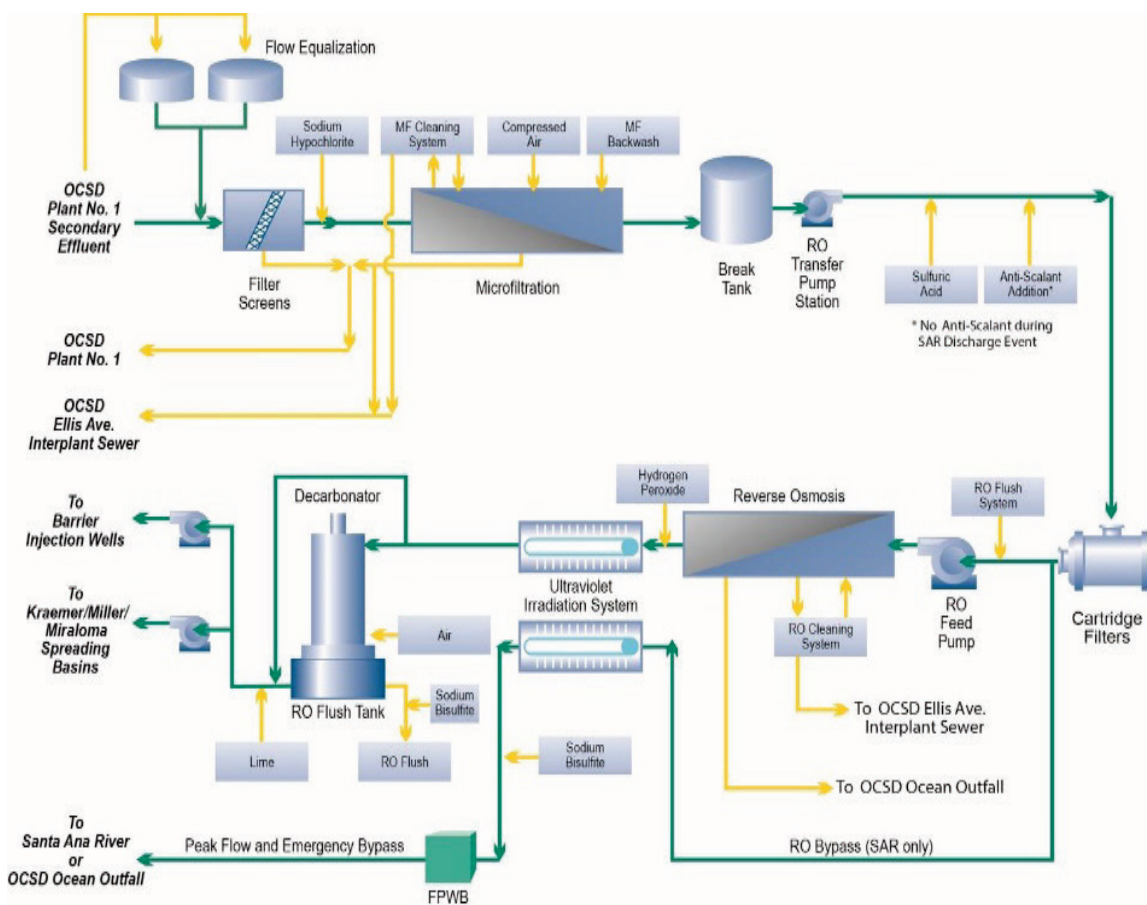 Flow Equalization
Sodium
Hypochlorite
MF Cleaning
System
Compressed
Air
MF
Backwash
OCSD
Plant No. 1
Secondary
Effluent
Filter
Screens
Microfiltration
Break
Tank
RO
Transfer
Pump
Station
Sulfuric
Acid
Anti-Scalant
Addition*
* No Anti-Scalant during
SAR Discharge Event
OCSD
Plant No. 1
OCSD
Ellis Ave.
Interplant Sewer
To
Barrier
Injection Wells
Decarbonator
Hydrogen
Peroxide
Reverse Osmosis
RO Flush
System
Ultraviolet
Irradiation System
To
Kraemer/Miller/
Miraloma
Spreading
Basins
Air
RO Cleaning
System
RO
Feed
Pump
Cartridge
Filters
RO Flush Tank
Sodium
Bisulfite
To OCSD Ellis Ave.
Interplant Sewer
Lime
RO Flush
Sodium
Bisulfite
To OCSD Ocean Outfall
To
Santa Ana River
or
OCSD Ocean Outfall
Peak Flow and Emergency Bypass
FPWB
RO Bypass (SAR only)